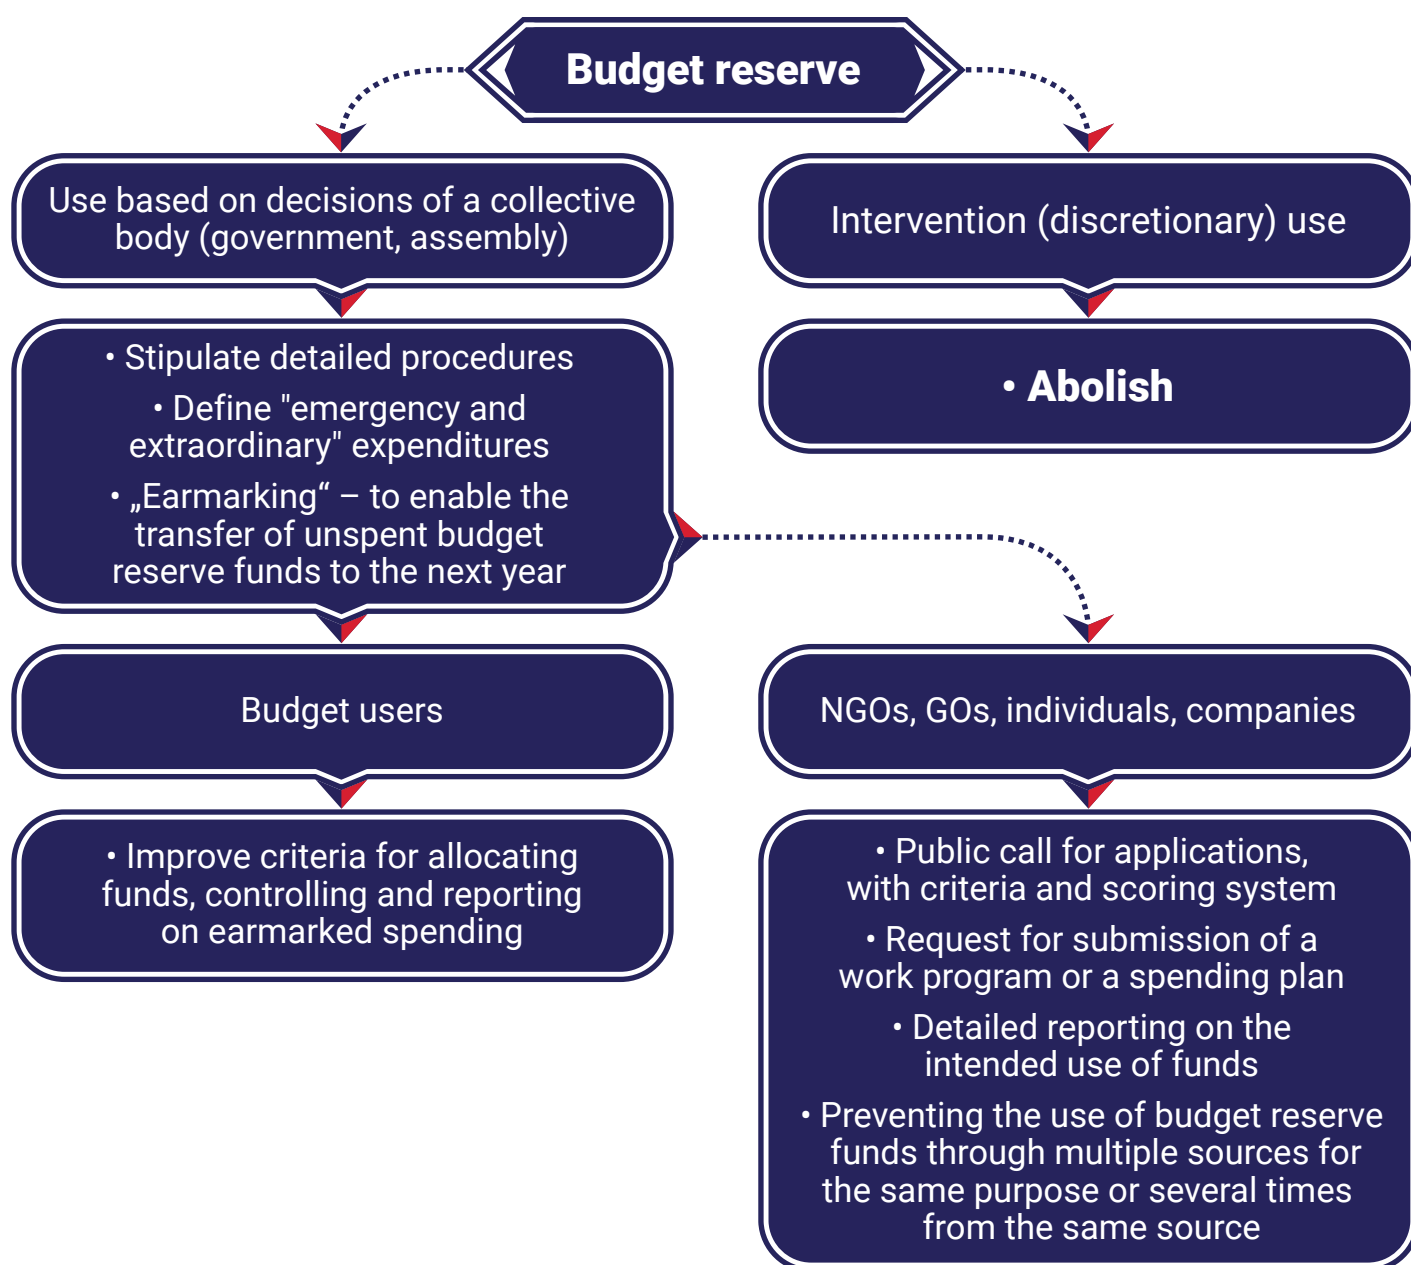 Budget reserve
Use based on decisions of a collective
body (government, assembly)
Intervention (discretionary) use
• Stipulate detailed procedures
• Define "emergency and
extraordinary" expenditures
• „Earmarking“ – to enable the
transfer of unspent budget
reserve funds to the next year
• Abolish
Budget users
NGOs, GOs, individuals, companies
• Improve criteria for allocating
funds, controlling and reporting
on earmarked spending
• Public call for applications,
with criteria and scoring system
• Request for submission of a
work program or a spending plan
• Detailed reporting on the
intended use of funds
• Preventing the use of budget reserve
funds through multiple sources for
the same purpose or several times
from the same source